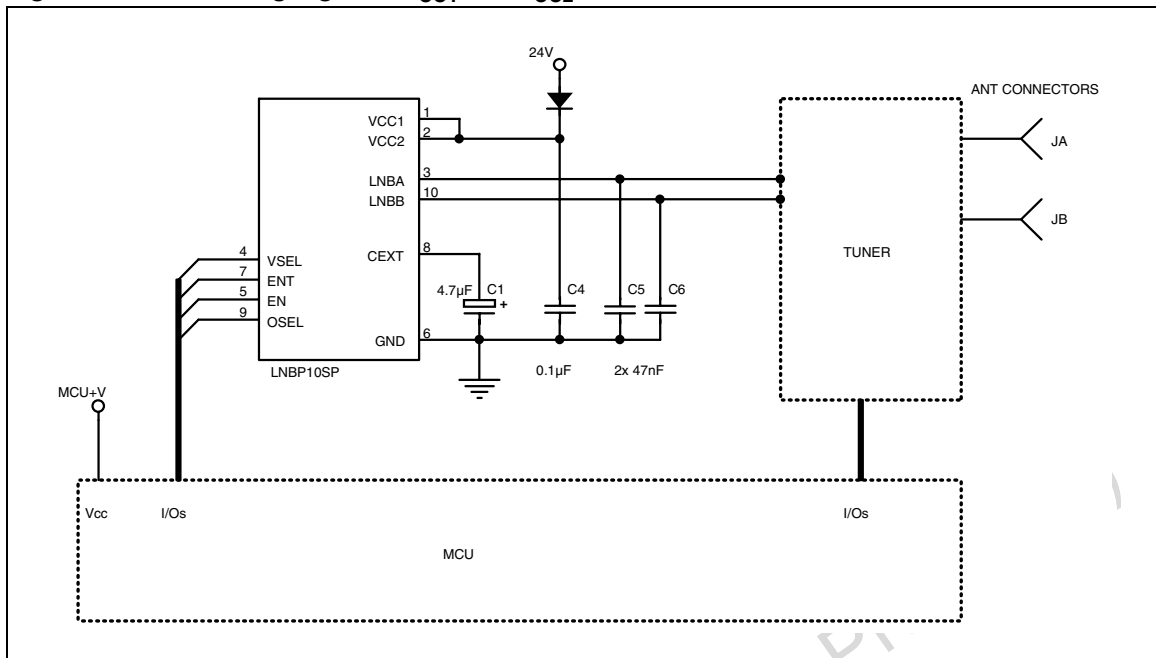 24V
ANT CONNECTORS
VCC1 1
VCC2 2
JA
LNBA 3
LNBB 10
JB
TUNER
4 VSEL
CEXT 8
7 ENT
5 EN
4.7µF C1
+
C4
C5
C6
9 OSEL
GND 6
LNBP10SP
0.1µF
2x 47nF
MCU+V
Vcc
I/Os
I/Os
MCU